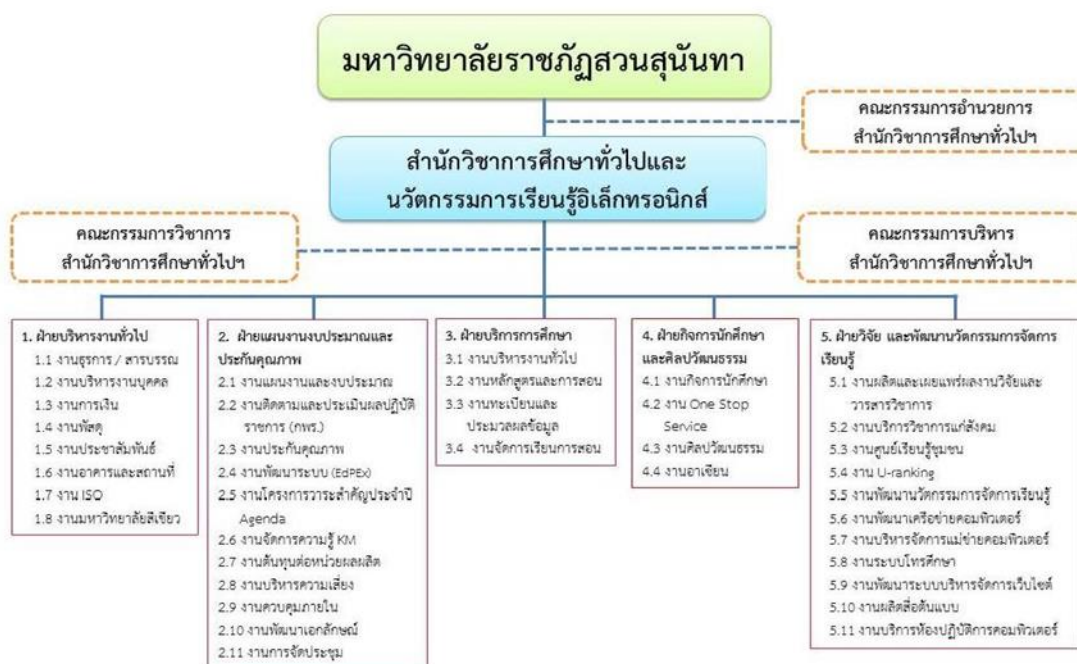 มหาวิทยาลัยราชภัฏสวนสุนันทา
คณะกรรมการอำนวยการ
สำนักวิชาการศึกษาทั่วไปฯ
สำนักวิชาการศึกษาทั่วไปและ
นวัตกรรมการเรียนรู้อิเล็กทรอนิกส์
คณะกรรมการวิชาการ
สำนักวิชาการศึกษาทั่วไปฯ
คณะกรรมการบริหาร
สำนักวิชาการศึกษาทั่วไปฯ
1. ฝ่ายบริหารงานทั่วไป
1.1 งานธุรการ / สารบรรณ
1.2 งานบริหารงานบุคคล
1.3 งานการเงิน
1.4 งานพัสดุ
1.5 งานประชาสัมพันธ์
1.6 งานอาคารและสถานที่
1.7 งาน ISO
1.8 งานมหาวิทยาลัยสีเขียว
2. ฝ่ายแผนงานงบประมาณและ
ประกันคุณภาพ
2.1 งานแผนงานและงบประมาณ
2.2 งานติดตามและประเมินผลปฏิบัติ
ราชการ (กพร.)
2.3 งานประกันคุณภาพ
2.4 งานพัฒนาระบบ (EdPEx)
2.5 งานโครงการวาระสำคัญประจำปี
Agenda
2.6 งานจัดการความรู้ KM
2.7 งานต้นทุนต่อหน่วยผลผลิต
2.8 งานบริหารความเสี่ยง
2.9 งานควบคุมภายใน
2.10 งานพัฒนาเอกลักษณ์
2.11 งานการจัดประชุม
3. ฝ่ายบริการการศึกษา
3.1 งานบริหารงานทั่วไป
3.2 งานหลักสูตรและการสอน
3.3 งานทะเบียนและ
ประมวลผลข้อมูล
3.4 งานจัดการเรียนการสอน
4. ฝ่ายกิจการนักศึกษา
และศิลปวัฒนธรรม
4.1 งานกิจการนักศึกษา
4.2 งาน One Stop
Service
4.3 งานศิลปวัฒนธรรม
4.4 งานอาเซียน
5. ฝ่ายวิจัย และพัฒนานวัตกรรมการจัดการ
เรียนรู้
5.1 งานผลิตและเผยแพร่ผลงานวิจัยและ
วารสารวิชาการ
5.2 งานบริการวิชาการแก่สังคม
5.3 งานศูนย์เรียนรู้ชุมชน
5.4 งาน U-ranking
5.5 งานพัฒนานวัตกรรมการจัดการเรียนรู้
5.6 งานพัฒนาเครือข่ายคอมพิวเตอร์
5.7 งานบริหารจัดการแม่ข่ายคอมพิวเตอร์
5.8 งานระบบโทรศึกษา
5.9 งานพัฒนาระบบบริหารจัดการเว็บไซต์
5.10 งานผลิตสื่อต้นแบบ
5.11 งานบริการห้องปฏิบัติการคอมพิวเตอร์